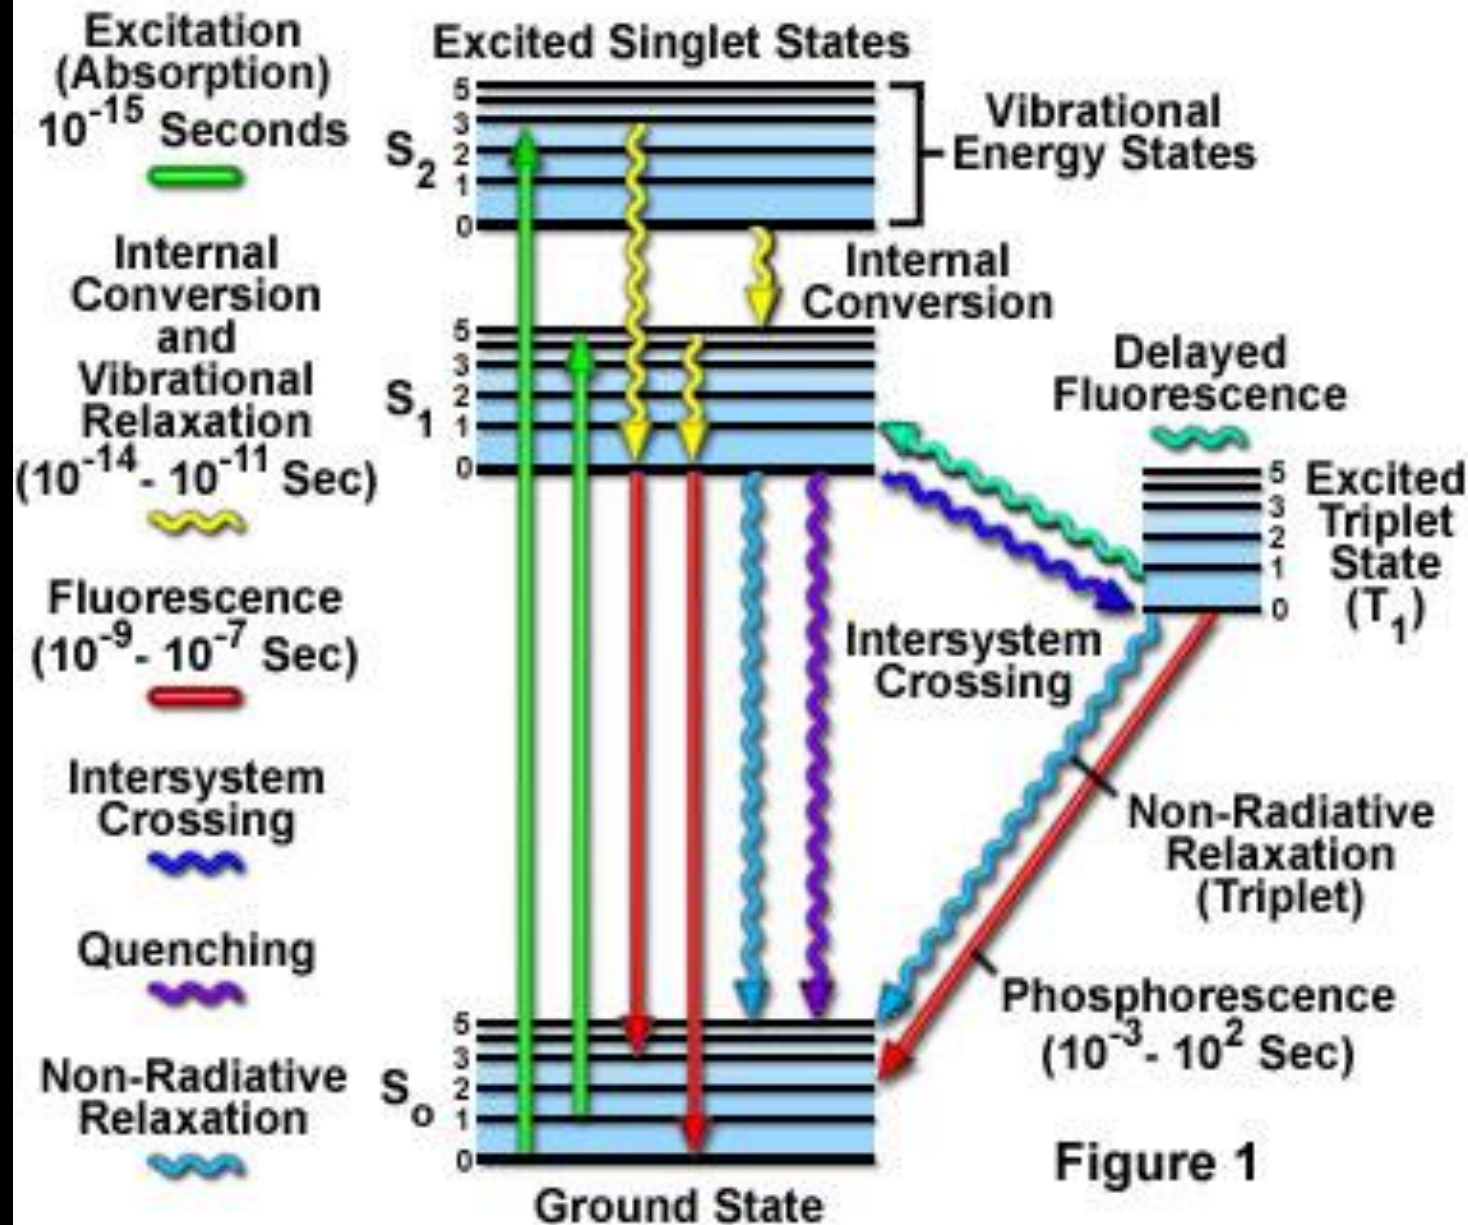 Excitation
(Absorption)
10⁻¹⁵ Seconds
Internal
Conversion
and
Vibrational
Relaxation
(10⁻¹⁴- 10⁻¹¹ Sec)
Fluorescence
(10⁻⁹- 10⁻⁷ Sec)
Intersystem
Crossing
Quenching
Non-Radiative
Relaxation
Excited Singlet States
S₂
5
3
2
1
0
Vibrational
Energy States
Internal
Conversion
S₁
5
3
2
1
0
Delayed
Fluorescence
5
3
2
1
0
Excited
Triplet
State
(T₁)
Intersystem
Crossing
Non-Radiative
Relaxation
(Triplet)
Phosphorescence
(10⁻³- 10² Sec)
S₀
5
3
2
1
0
Ground State
Figure 1